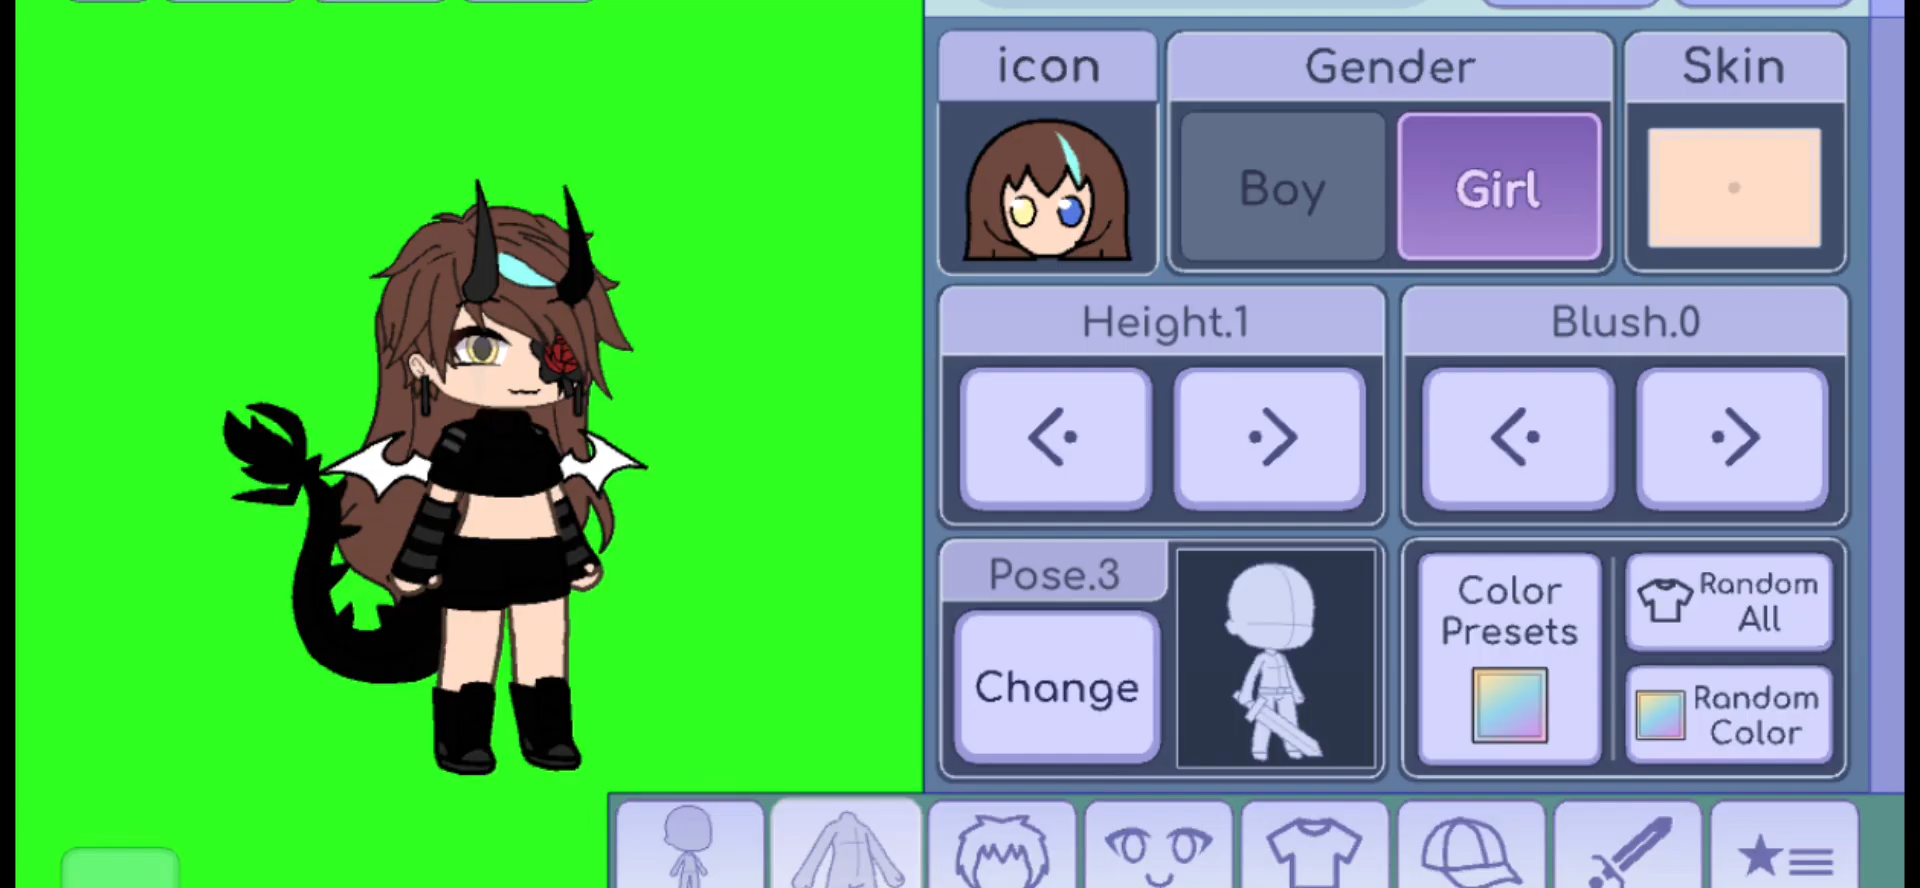 icon
Gender
Skin
Boy
Girl
Height.1
Blush.0
Pose.3
Change
Color
Presets
Random
All
Random
Color